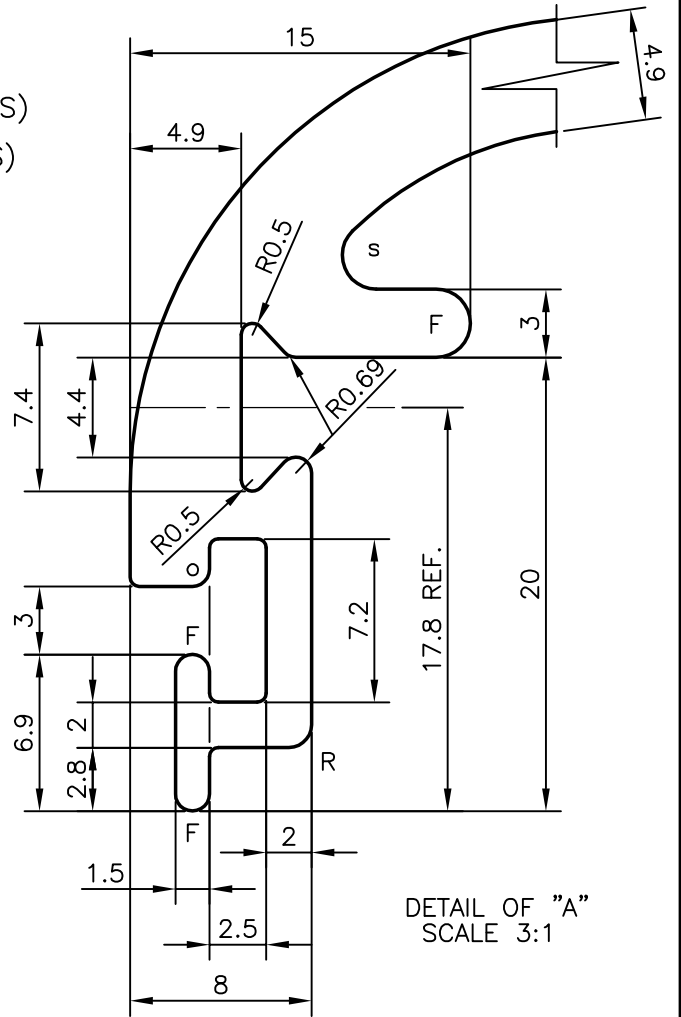 15
4.9
S)
4.9
S)
R0.5
s
F
3
7.4
4.4
R0.69
R0.5
O
3
F
7.2
17.8 REF.
20
6.9
2
2.8
R
F
2
1.5
2.5
DETAIL OF "A"
SCALE 3:1
8